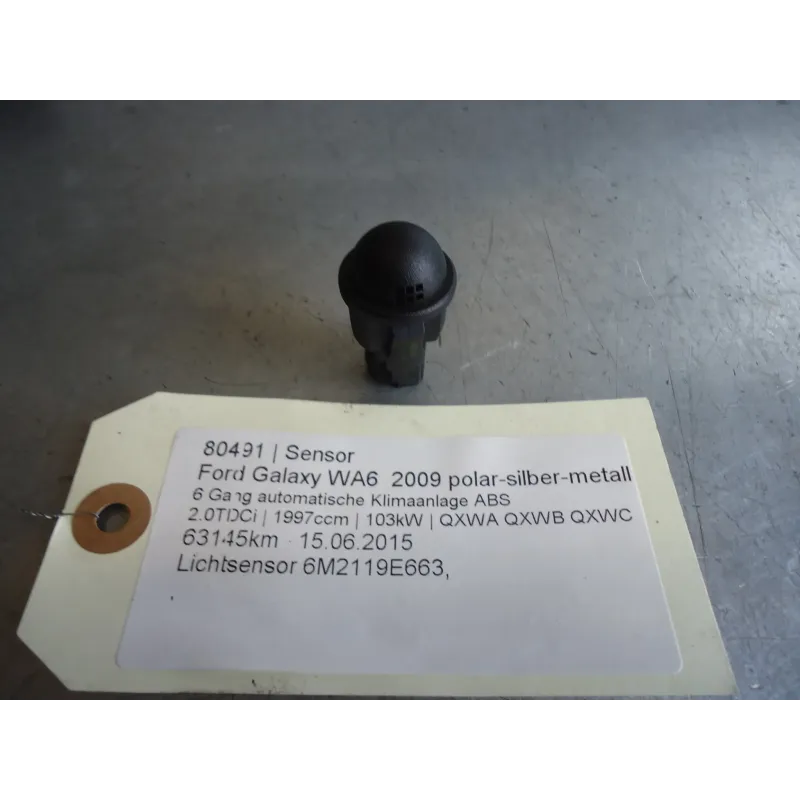 80491 | Sensor
Ford Galaxy WA6 2009 polar-silber-metall
6 Gang automatische Klimaanlage ABS
2.0TDCi | 1997ccm | 103kW | QXWA QXWB QXWC
63145km - 15.06.2015
Lichtsensor 6M2119E663,